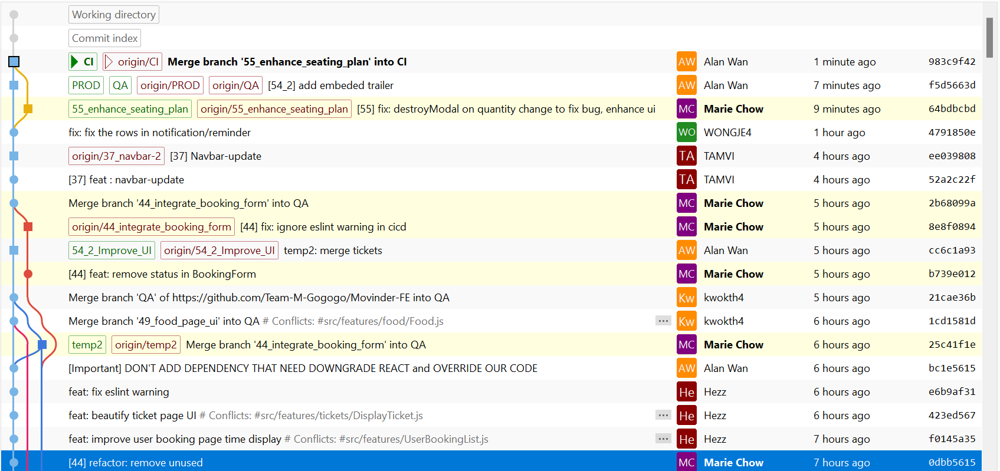 Working directory
Commit index
CI origin/CI Merge branch '55_enhance_seating_plan' into CI AW Alan Wan 1 minute ago 983c9f42
PROD QA origin/PROD origin/QA [54_2] add embeded trailer AW Alan Wan 7 minutes ago f5d5663d
55_enhance_seating_plan origin/55_enhance_seating_plan [55] fix: destroyModal on quantity change to fix bug, enhance ui MC Marie Chow 9 minutes ago 64bdbcbd
fix: fix the rows in notification/reminder WO WONGJE4 1 hour ago 4791850e
origin/37_navbar-2 [37] Navbar-update TA TAMVI 4 hours ago ee039808
[37] feat : navbar-update TA TAMVI 4 hours ago 52a2c22f
Merge branch '44_integrate_booking_form' into QA MC Marie Chow 5 hours ago 2b68099a
origin/44_integrate_booking_form [44] fix: ignore eslint warning in cicd MC Marie Chow 5 hours ago 8e8f0894
54_2_Improve_UI origin/54_2_Improve_UI temp2: merge tickets AW Alan Wan 5 hours ago cc6c1a93
[44] feat: remove status in BookingForm MC Marie Chow 5 hours ago b739e012
Merge branch 'QA' of https://github.com/Team-M-Gogogo/Movinder-FE into QA Kw kwokth4 5 hours ago 21cae36b
Merge branch '49_food_page_ui' into QA # Conflicts: #src/features/food/Food.js ... Kw kwokth4 6 hours ago 1cd1581d
temp2 origin/temp2 Merge branch '44_integrate_booking_form' into QA MC Marie Chow 6 hours ago 25c41f1e
[Important] DON'T ADD DEPENDENCY THAT NEED DOWNGRADE REACT and OVERRIDE OUR CODE AW Alan Wan 6 hours ago bc1e5615
feat: fix eslint warning He Hezz 6 hours ago e6b9af31
feat: beautify ticket page UI # Conflicts: #src/features/tickets/DisplayTicket.js ... He Hezz 6 hours ago 423ed567
feat: improve user booking page time display # Conflicts: #src/features/UserBookingList.js ... He Hezz 7 hours ago f0145a35
[44] refactor: remove unused MC Marie Chow 7 hours ago 0dbb5615